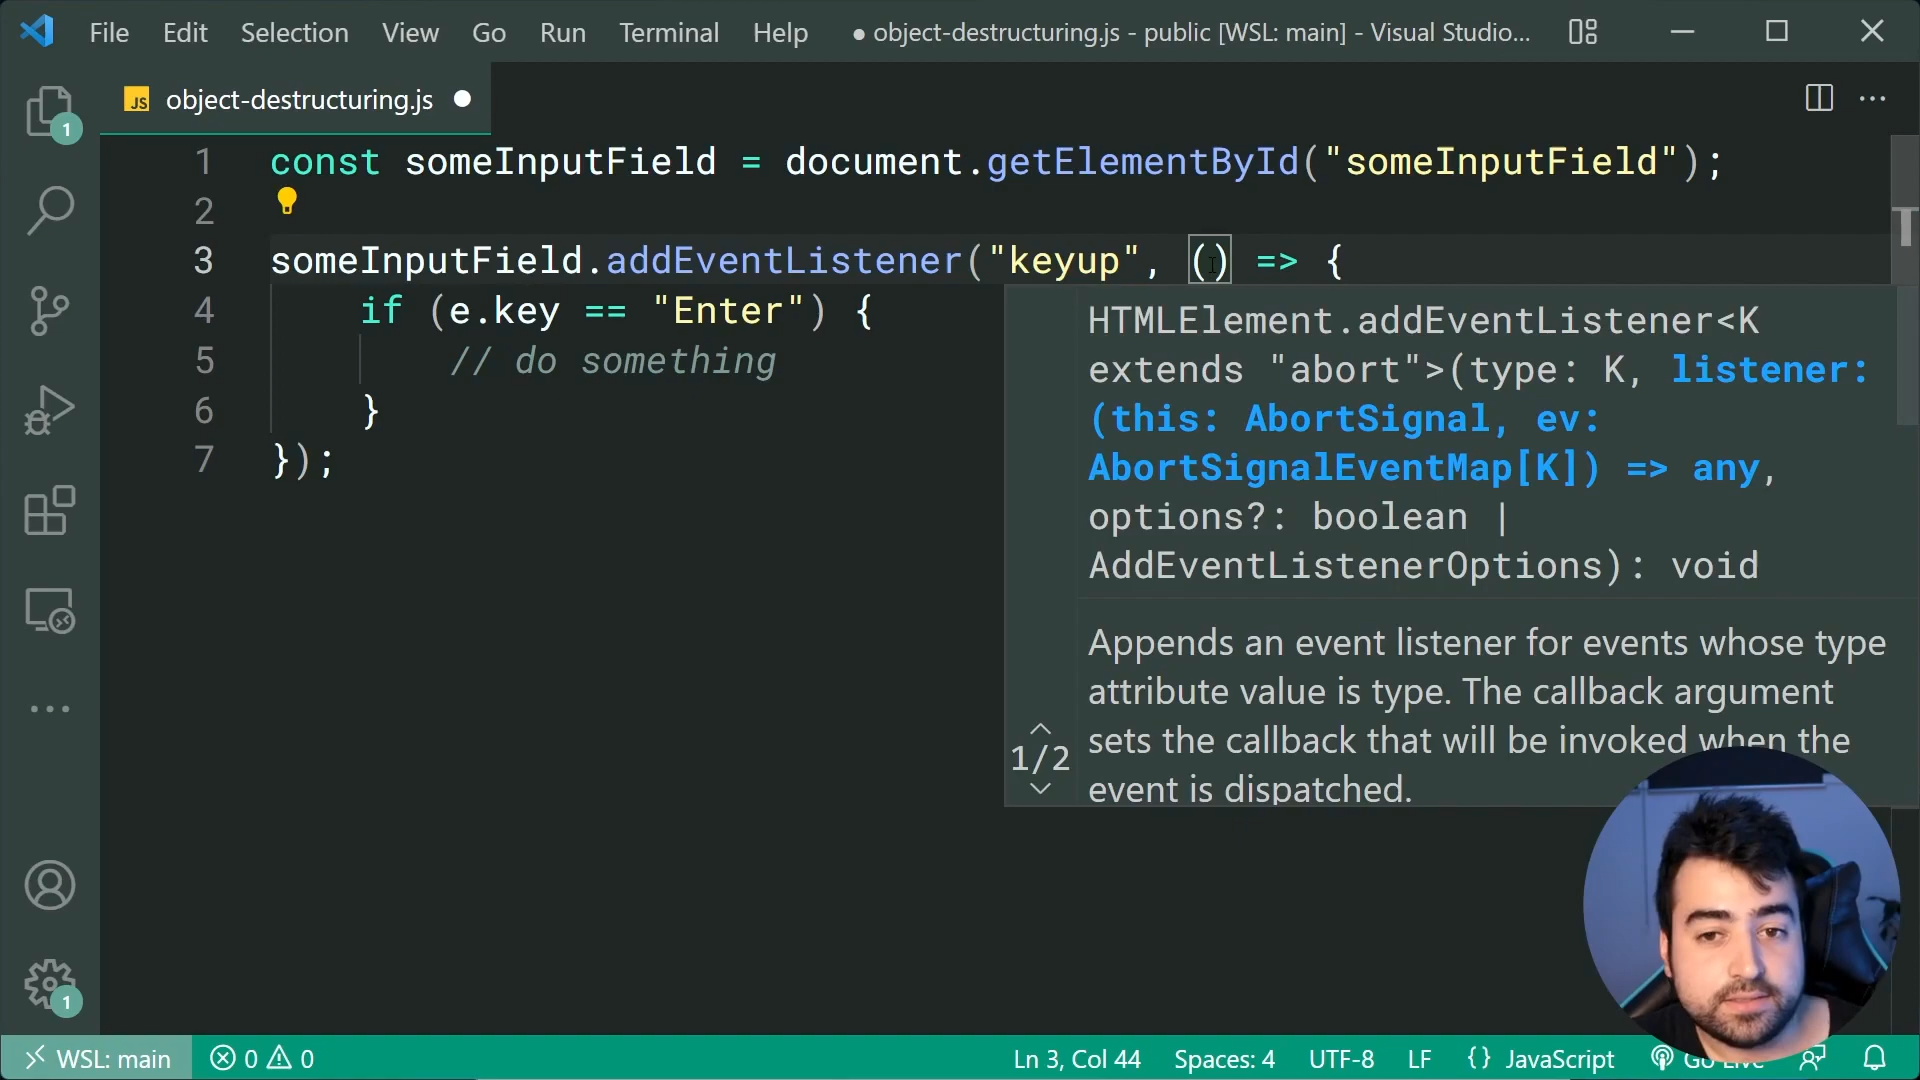 File Edit Selection View Go Run Terminal Help ● object-destructuring.js - public [WSL: main] - Visual Studio...
JS object-destructuring.js ●
1 const someInputField = document.getElementById("someInputField");
2
3 someInputField.addEventListener("keyup", () => {
4 if (e.key == "Enter") {
5 // do something
6 }
7 });
HTMLElement.addEventListener<K
extends "abort">(type: K, listener:
(this: AbortSignal, ev:
AbortSignalEventMap[K]) => any,
options?: boolean |
AddEventListenerOptions): void
Appends an event listener for events whose type
attribute value is type. The callback argument
sets the callback that will be invoked when the
event is dispatched.
1/2
1
1
WSL: main 0 0 Ln 3, Col 44 Spaces: 4 UTF-8 LF {} JavaScript Go Live